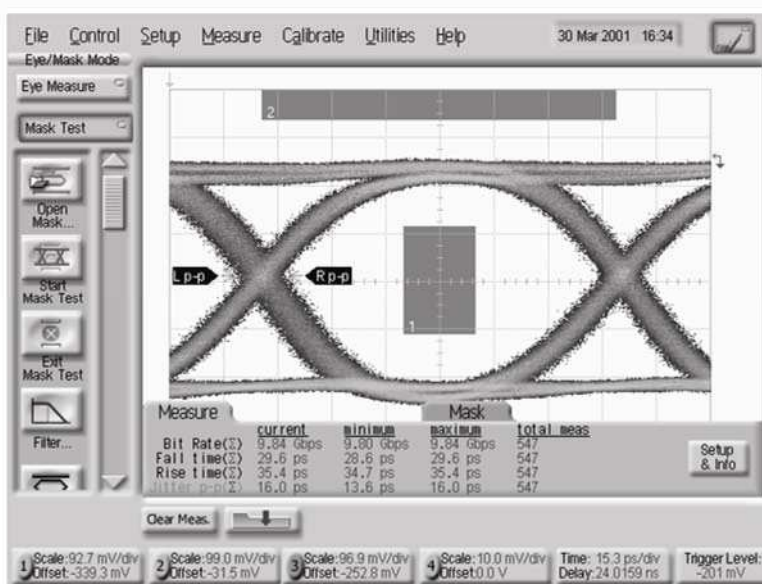 File Control Setup Measure Calibrate Utilities Help 30 Mar 2001 16:34
Eye/Mask Mode
Eye Measure
Mask Test
Open
Mask...
Start
Mask Test
Exit
Mask Test
Filter...
2
L p-p
R p-p
1
Measure Mask
current minimum maximum total meas
Bit Rate(Σ) 9.84 Gbps 9.80 Gbps 9.84 Gbps 547
Fall time(Σ) 29.6 ps 28.6 ps 29.6 ps 547
Rise time(Σ) 35.4 ps 34.7 ps 35.4 ps 547
Jitter p-p(Σ) 16.0 ps 13.6 ps 16.0 ps 547
Setup
& Info
Clear Meas.
1 Scale:92.7 mV/div
Offset:-339.3 mV
2 Scale:99.0 mV/div
Offset:-31.5 mV
3 Scale:96.9 mV/div
Offset:-252.8 mV
4 Scale:10.0 mV/div
Offset:0.0 V
Time: 15.3 ps/div
Delay:24.0159 ns
Trigger Level:
-201 mV